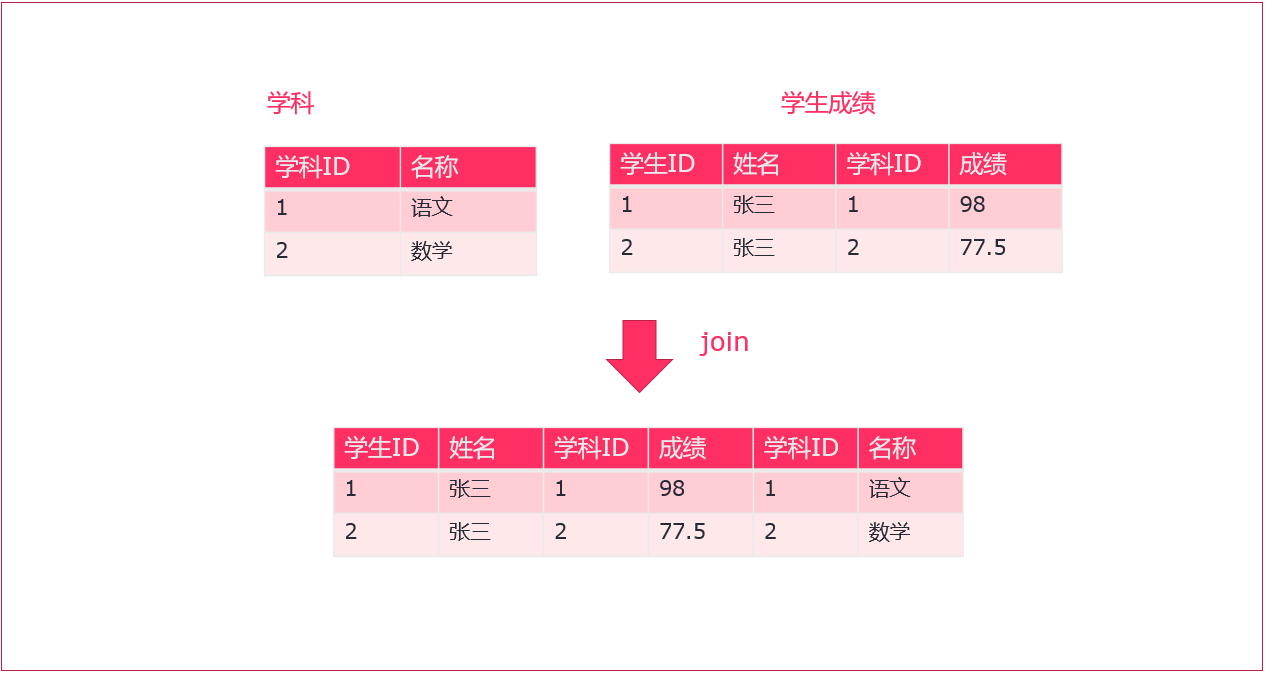 学科
学生成绩
学科ID 名称
1 语文
2 数学
学生ID 姓名 学科ID 成绩
1 张三 1 98
2 张三 2 77.5
join
学生ID 姓名 学科ID 成绩 学科ID 名称
1 张三 1 98 1 语文
2 张三 2 77.5 2 数学